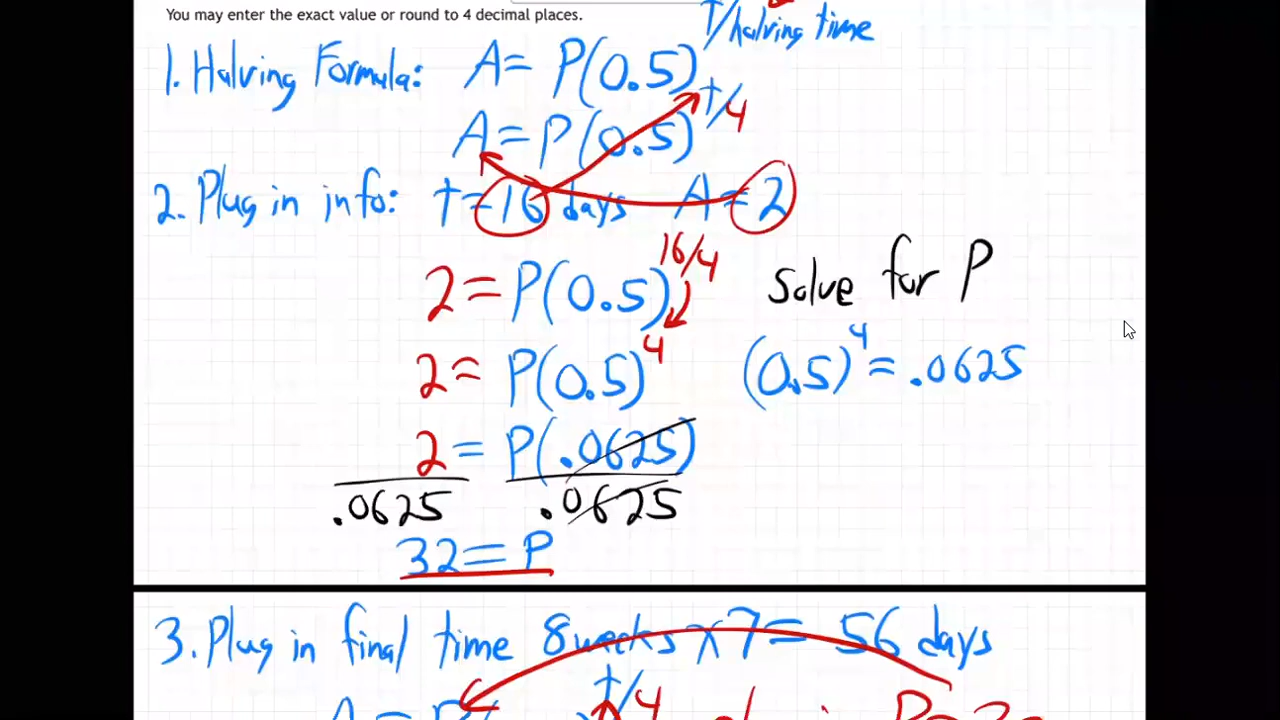 You may enter the exact value or round to 4 decimal places.
t/halving time
1. Halving Formula: A= P(0.5)
A=P(0.5)^t/4
2. Plug in info: t=16 days A=2
2=P(0.5)^16/4 Solve for P
2=P(0.5)^4 (0.5)^4=.0625
2=P(.0625)
.0625 .0625
32=P
3. Plug in final time 8 weeks x7= 56 days
t/4